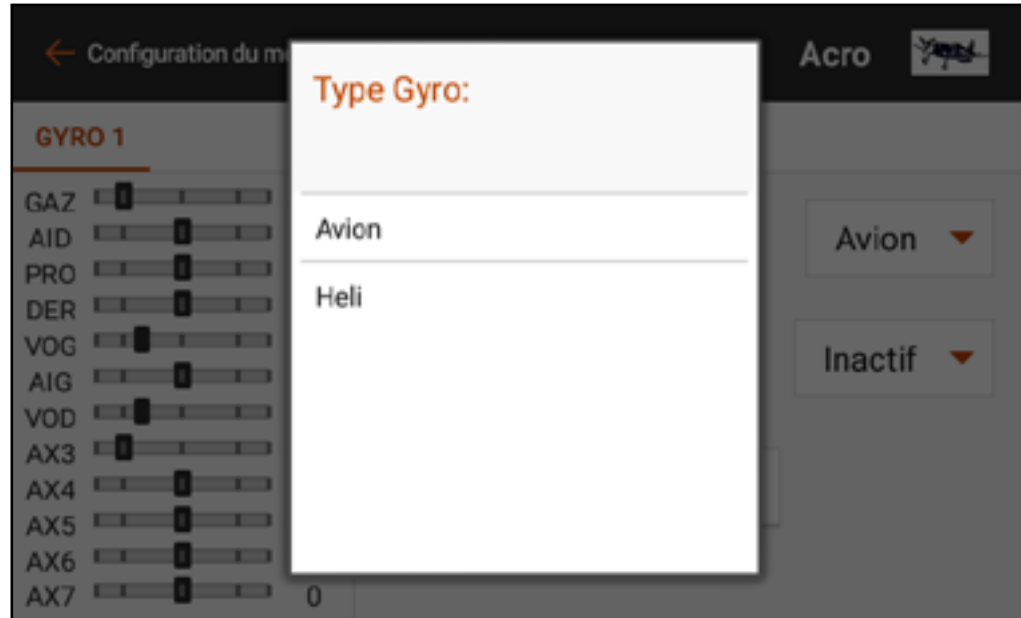 ← Configuration du m
Acro
Type Gyro:
Avion
Heli
GYRO 1
GAZ
AID
PRO
DER
VOG
AIG
VOD
AX3
AX4
AX5
AX6
AX7 0
Avion
Inactif